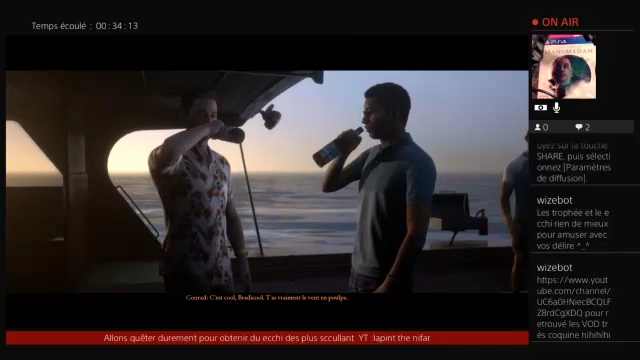 Temps écoulé : 00:34:13
ON AIR
PS4
MAN of MEDAN
0
2
uyez sur la touche
SHARE, puis sélecti
onnez [Paramètres
de diffusion].
wizebot
Les trophée et le e
cchi rien de mieux
pour amuser avec
vos délire ^_^
wizebot
https://www.yout
ube.com/channel/
UC6a0HNiecBCQLF
Z8rdCgXDQ pour r
etrouvé les VOD tr
és coquine hihihihi
Conrad: C'est cool, Bradicool. T'as vraiment le vent en poulpe.
Allons quêter durement pour obtenir du ecchi des plus sccullant YT :lapint the nifar